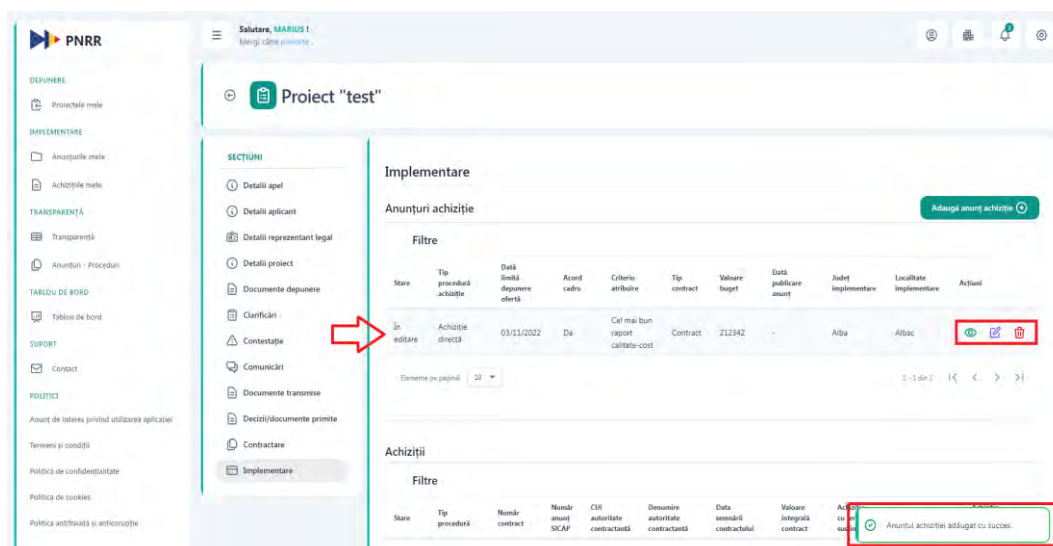 PNRR
Salutare, MARIUS !
Mergi către proiecte .
DEPUNERE
Proiectele mele
IMPLEMENTARE
Anunțurile mele
Achizițiile mele
TRANSPARENȚĂ
Transparență
Anunțuri - Proceduri
TABLOU DE BORD
Tablou de bord
SUPORT
Contact
POLITICI
Anunț de interes privind utilizarea aplicației
Termeni și condiții
Politica de confidențialitate
Politica de cookies
Politica antifraudă și anticorupție
Proiect "test"
SECȚIUNI
Detalii apel
Detalii aplicant
Detalii reprezentant legal
Detalii proiect
Documente depunere
Clarificări
Contestație
Comunicări
Documente transmise
Decizii/documente primite
Contractare
Implementare
Implementare
Anunțuri achiziție
Adaugă anunț achiziție
Filtre
Stare
Tip procedură achiziție
Dată limită depunere ofertă
Acord cadru
Criteriu atribuire
Tip contract
Valoare buget
Dată publicare anunț
Județ implementare
Localitate implementare
Acțiuni
În editare
Achiziție directă
03/11/2022
Da
Cel mai bun raport calitate-cost
Contract
212342
-
Alba
Albac
Elemente pe pagină 10
1 - 1 din 1
Achiziții
Filtre
Stare
Tip procedură
Număr contract
Număr anunț SICAP
CUI autoritate contractantă
Denumire autoritate contractantă
Data semnării contractului
Valoare integrală contract
Anunțul achiziției adăugat cu succes.